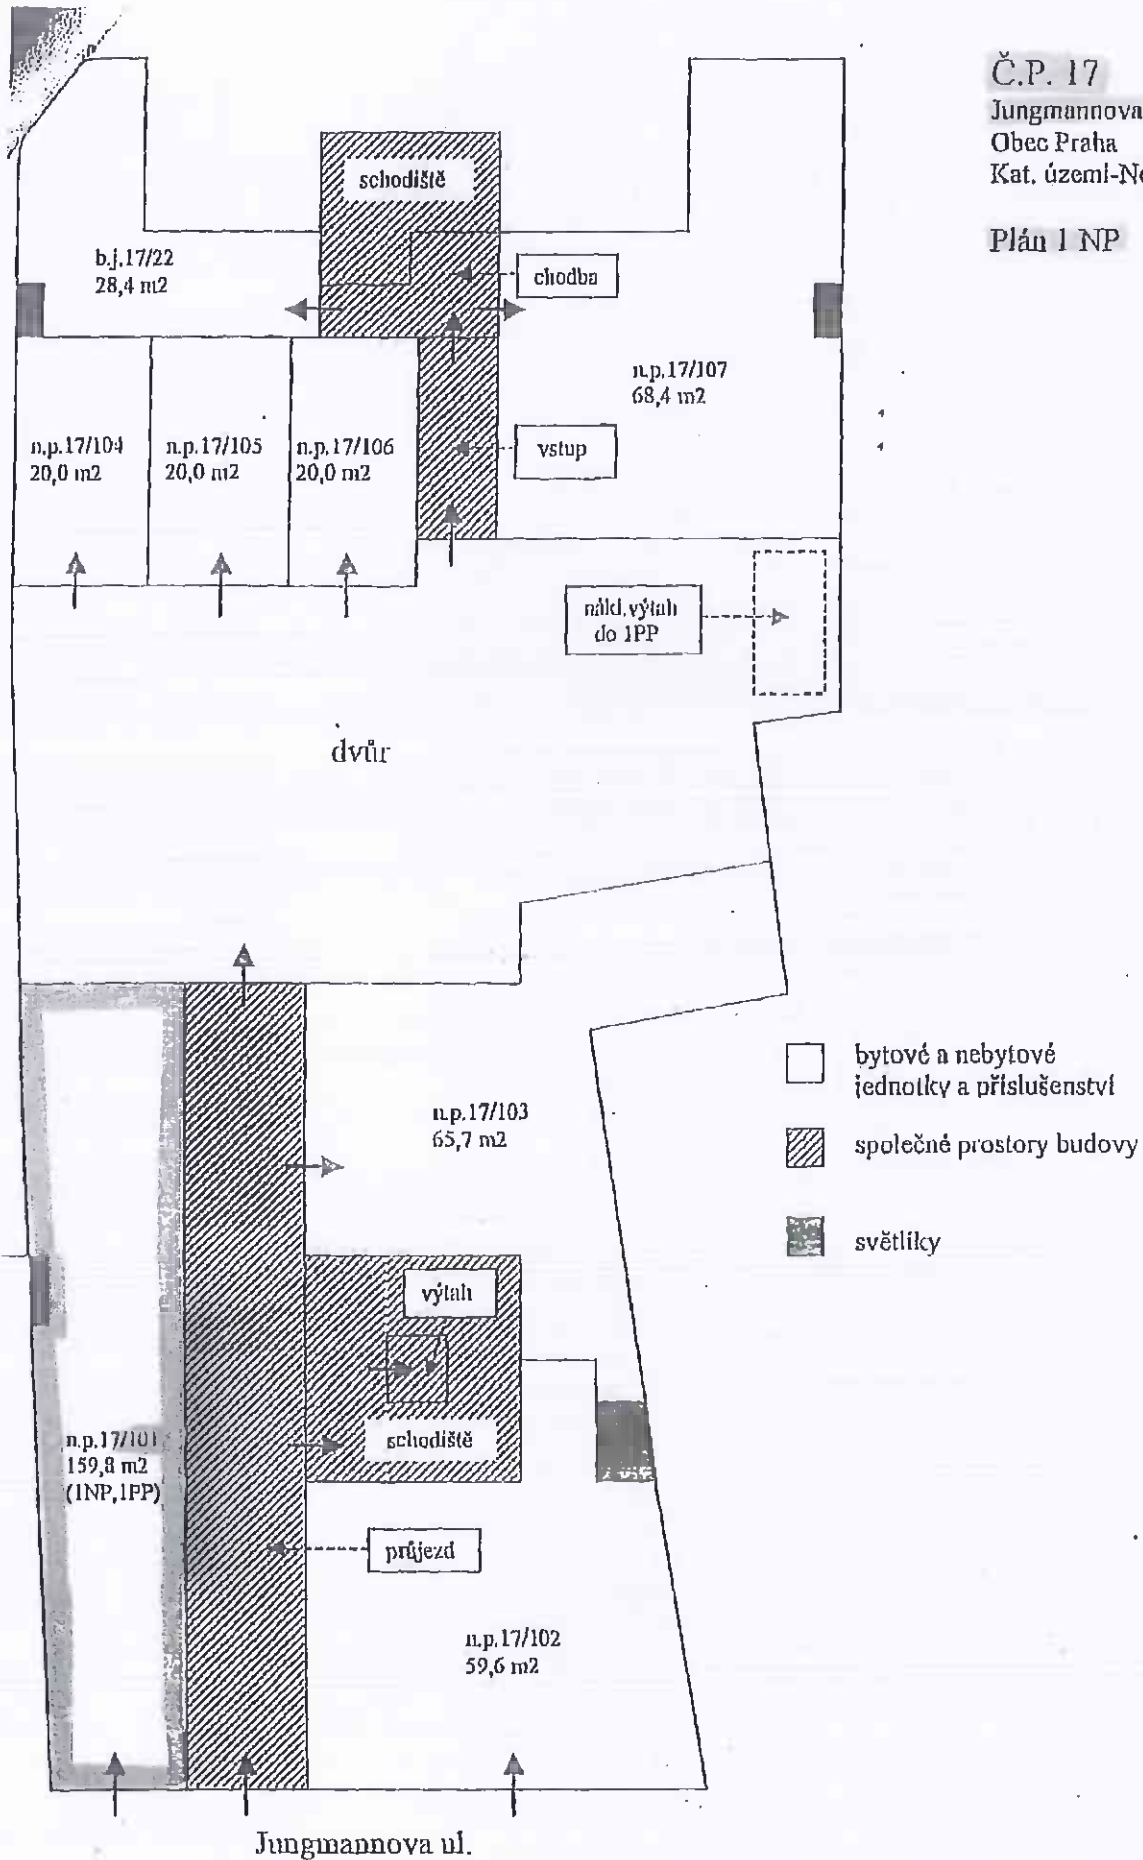 Č.P. 17
Jungmannova
Obec Praha
Kat. území-
Plán 1 NP
schodiště
b.j.17/22
28,4 m2
chodba
n.p.17/107
68,4 m2
n.p.17/104
20,0 m2
n.p.17/105
20,0 m2
n.p.17/106
20,0 m2
vstup
nákl.výtah
do 1PP
dvůr
bytové a nebytové
jednotky a příslušenství
společné prostory budovy
světlíky
n.p.17/103
65,7 m2
výtah
schodiště
n.p.17/101
159,8 m2
(1NP,1PP)
průjezd
n.p.17/102
59,6 m2
Jungmannova ul.